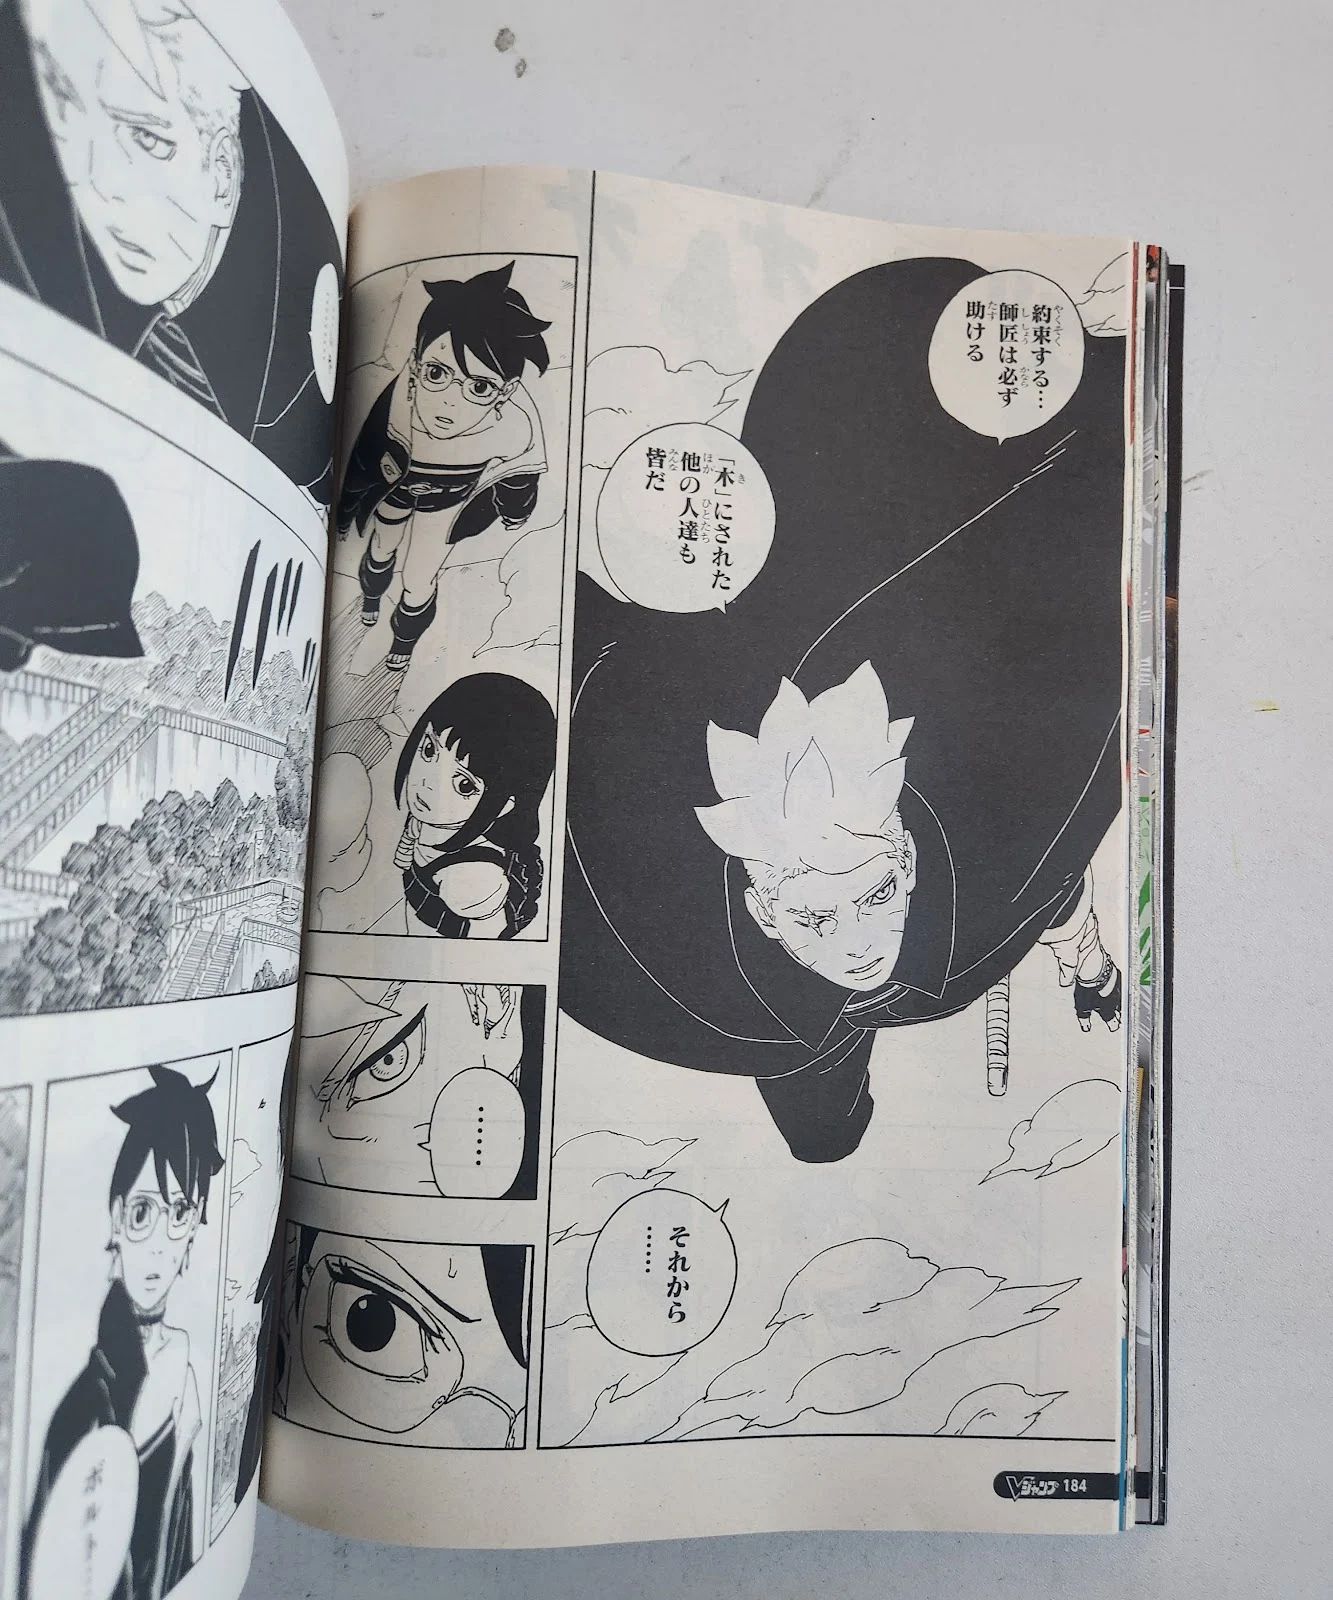 約束する…
師匠は必ず
助ける
「木」にされた
他の人達も
皆だ
それから
……
……
Vジャンプ 184
ボルト……